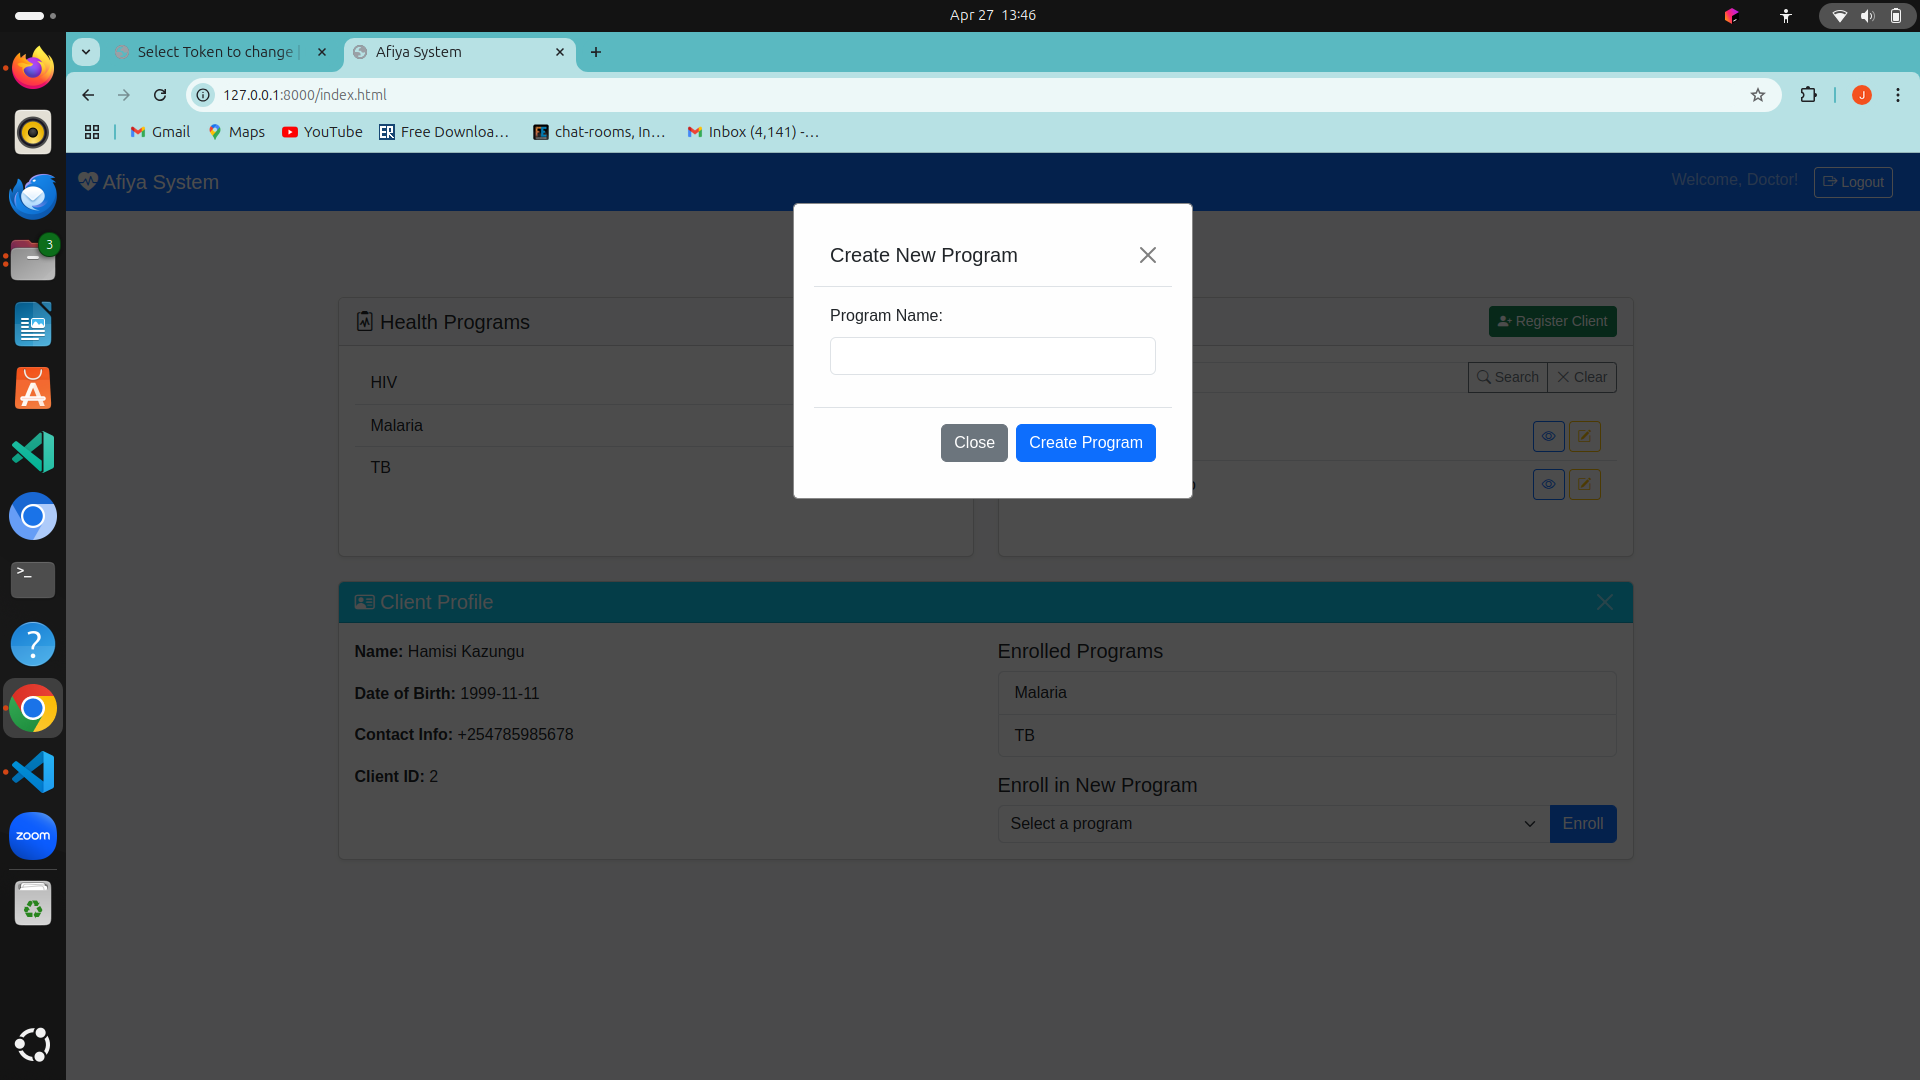 Apr 27 13:46
Select Token to change |
Afiya System
127.0.0.1:8000/index.html
Gmail
Maps
YouTube
Free Downloa...
chat-rooms, In...
Inbox (4,141) -...
Afiya System
Welcome, Doctor!
Logout
Create New Program
Program Name:
Close
Create Program
Health Programs
HIV
Malaria
TB
Register Client
Search
Clear
Client Profile
Name: Hamisi Kazungu
Date of Birth: 1999-11-11
Contact Info: +254785985678
Client ID: 2
Enrolled Programs
Malaria
TB
Enroll in New Program
Select a program
Enroll
3
>_
?
zoom
J